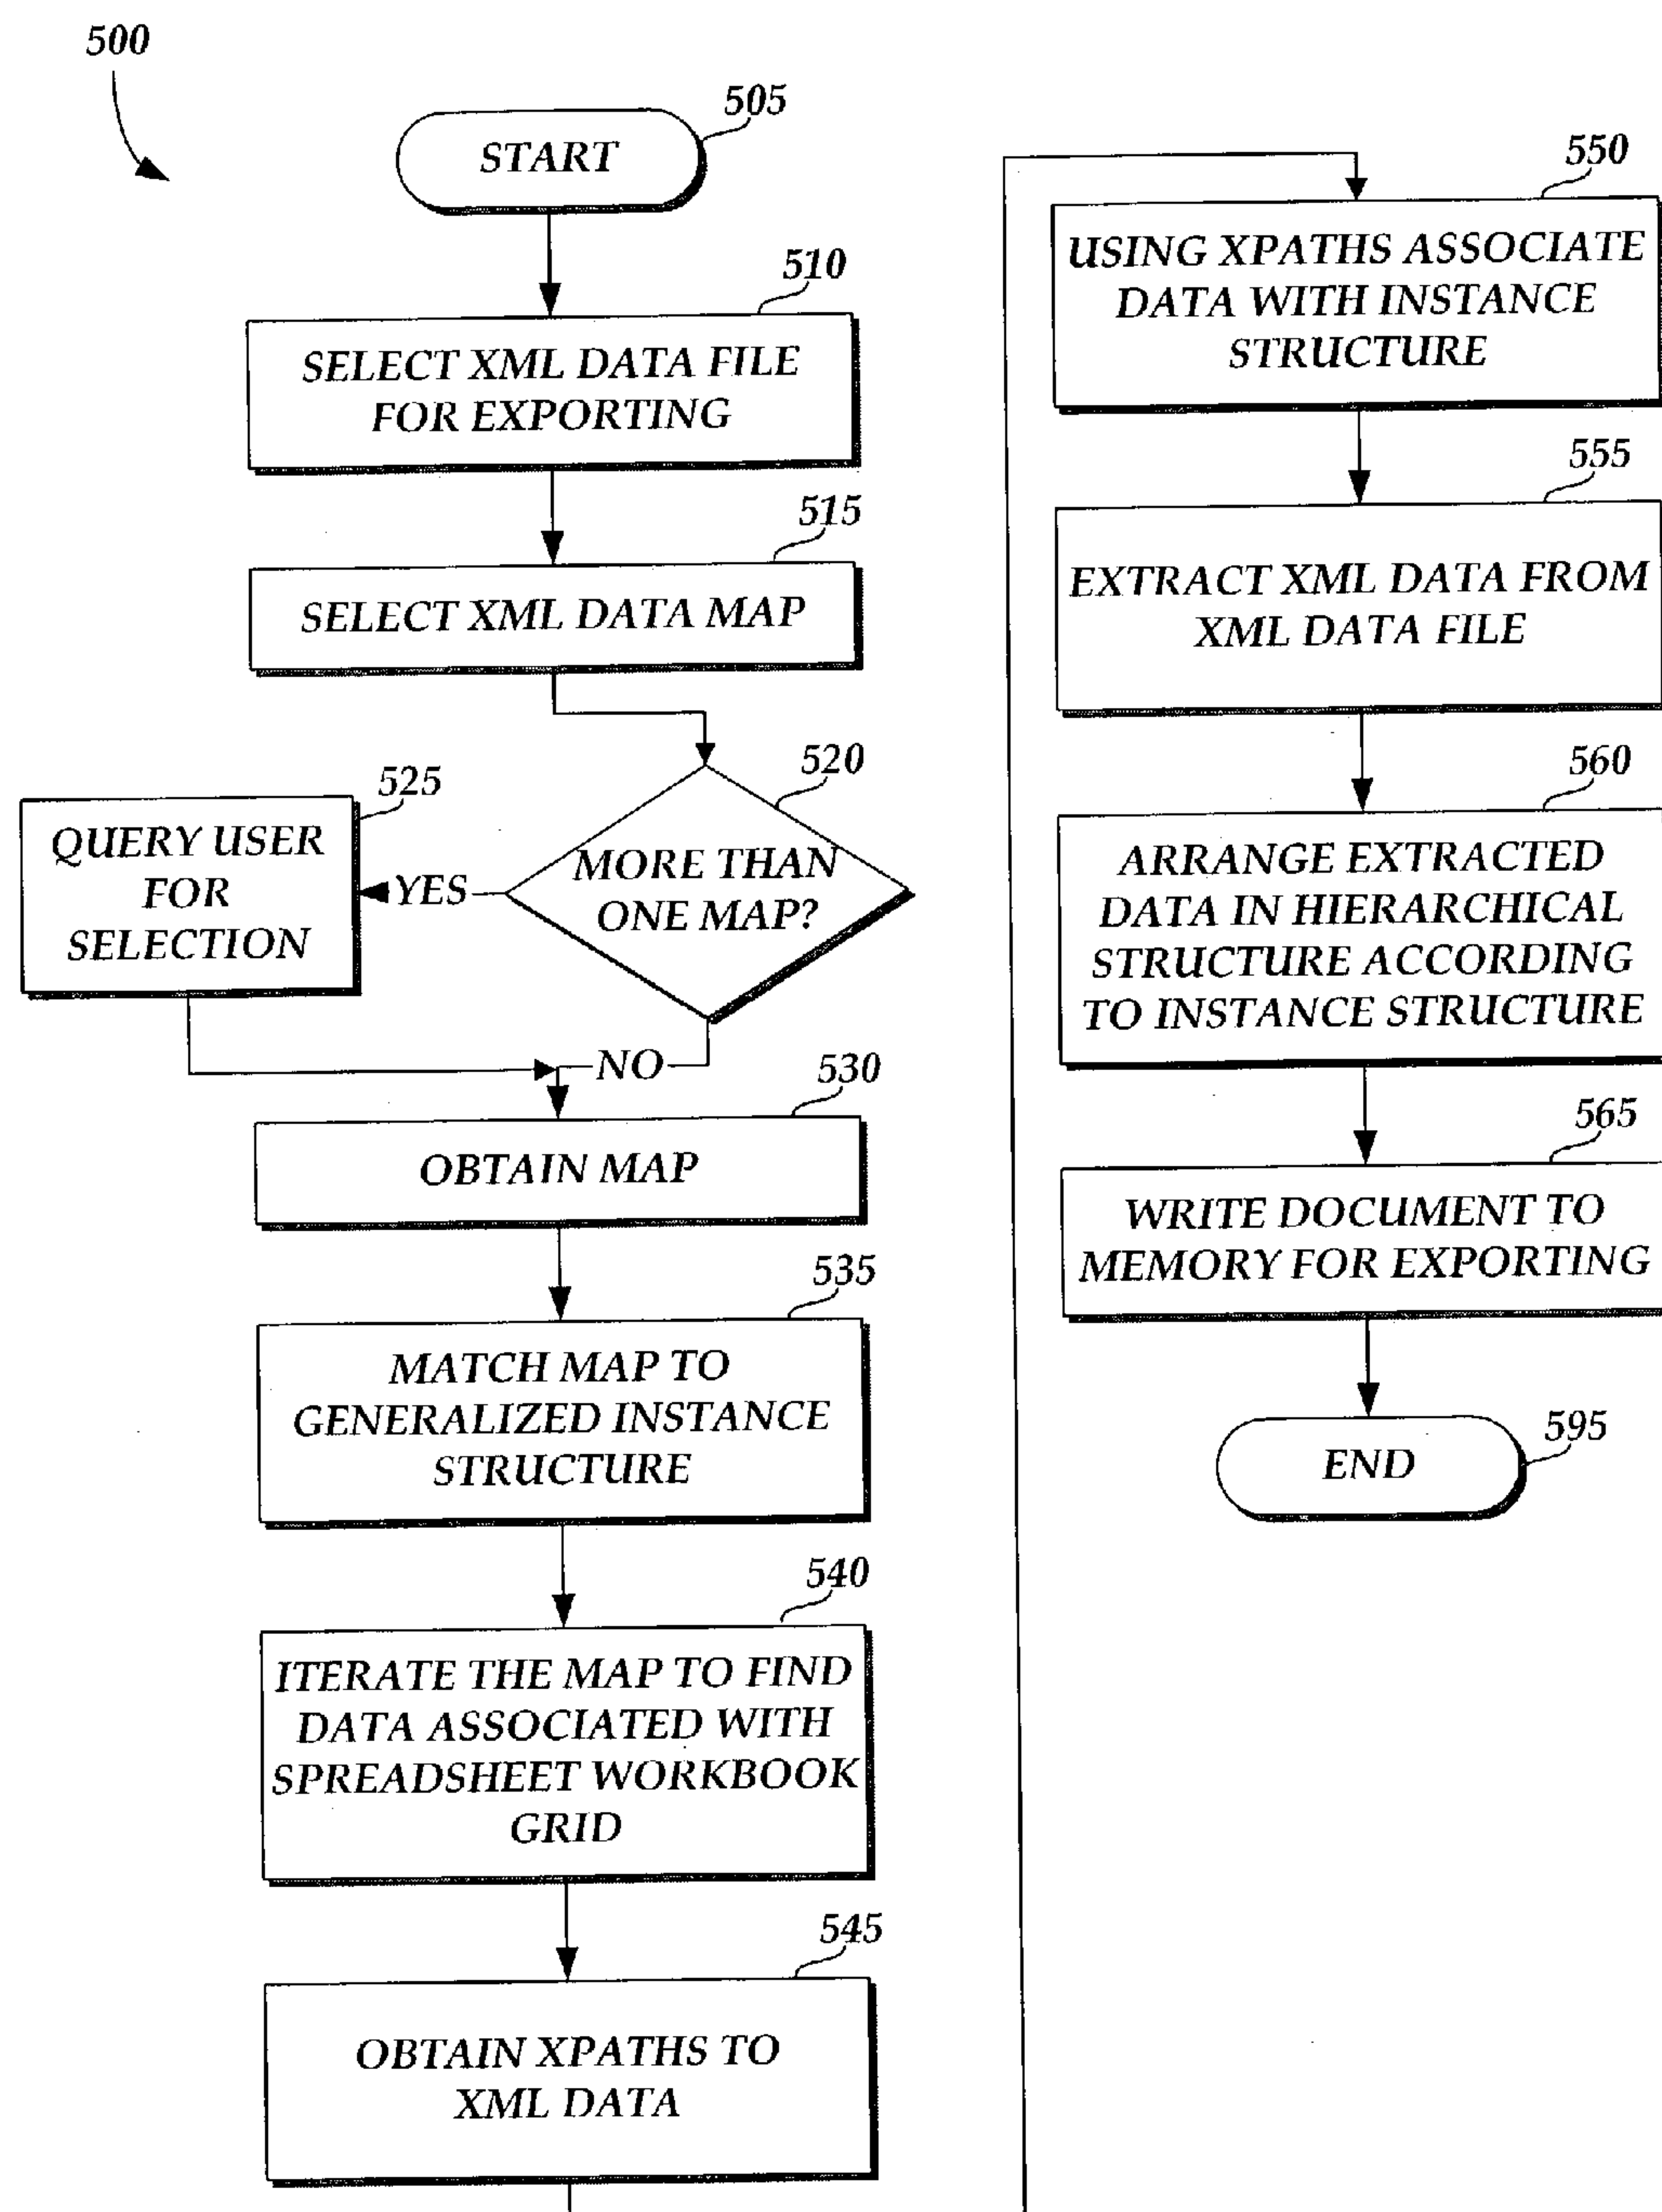 500
505
START
510
SELECT XML DATA FILE
FOR EXPORTING
515
SELECT XML DATA MAP
520
MORE THAN
ONE MAP?
YES
525
QUERY USER
FOR
SELECTION
NO
530
OBTAIN MAP
535
MATCH MAP TO
GENERALIZED INSTANCE
STRUCTURE
540
ITERATE THE MAP TO FIND
DATA ASSOCIATED WITH
SPREADSHEET WORKBOOK
GRID
545
OBTAIN XPATHS TO
XML DATA
550
USING XPATHS ASSOCIATE
DATA WITH INSTANCE
STRUCTURE
555
EXTRACT XML DATA FROM
XML DATA FILE
560
ARRANGE EXTRACTED
DATA IN HIERARCHICAL
STRUCTURE ACCORDING
TO INSTANCE STRUCTURE
565
WRITE DOCUMENT TO
MEMORY FOR EXPORTING
595
END